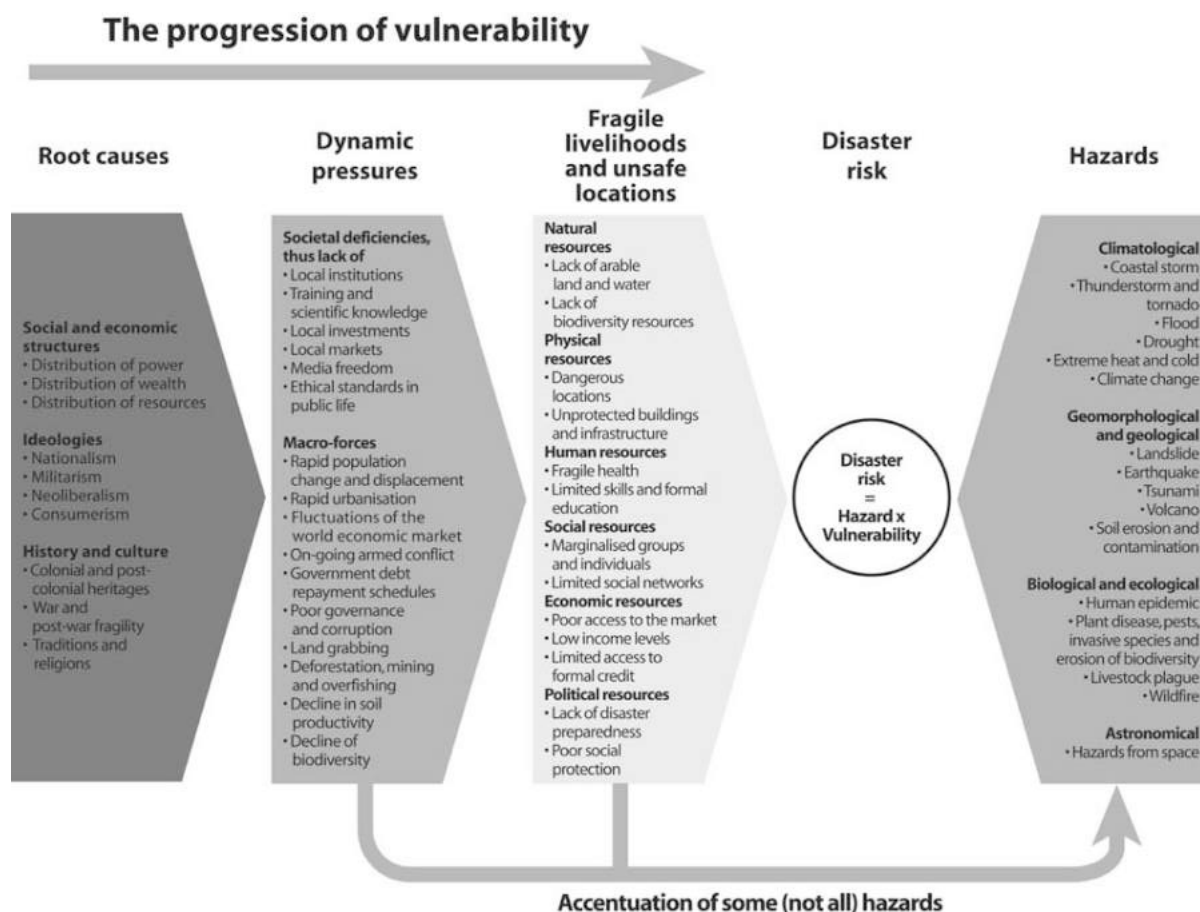 The progression of vulnerability
Root causes
Dynamic
pressures
Fragile
livelihoods
and unsafe
locations
Disaster
risk
Hazards
Social and economic
structures
• Distribution of power
• Distribution of wealth
• Distribution of resources
Ideologies
• Nationalism
• Militarism
• Neoliberalism
• Consumerism
History and culture
• Colonial and post-
colonial heritages
• War and
post-war fragility
• Traditions and
religions
Societal deficiencies,
thus lack of
• Local institutions
• Training and
scientific knowledge
• Local investments
• Local markets
• Media freedom
• Ethical standards in
public life
Macro-forces
• Rapid population
change and displacement
• Rapid urbanisation
• Fluctuations of the
world economic market
• On-going armed conflict
• Government debt
repayment schedules
• Poor governance
and corruption
• Land grabbing
• Deforestation, mining
and overfishing
• Decline in soil
productivity
• Decline of
biodiversity
Natural
resources
• Lack of arable
land and water
• Lack of
biodiversity resources
Physical
resources
• Dangerous
locations
• Unprotected buildings
and infrastructure
Human resources
• Fragile health
• Limited skills and formal
education
Social resources
• Marginalised groups
and individuals
• Limited social networks
Economic resources
• Poor access to the market
• Low income levels
• Limited access to
formal credit
Political resources
• Lack of disaster
preparedness
• Poor social
protection
Disaster
risk
=
Hazard x
Vulnerability
Climatological
• Coastal storm
• Thunderstorm and
tornado
• Flood
• Drought
• Extreme heat and cold
• Climate change
Geomorphological
and geological
• Landslide
• Earthquake
• Tsunami
• Volcano
• Soil erosion and
contamination
Biological and ecological
• Human epidemic
• Plant disease, pests,
invasive species and
erosion of biodiversity
• Livestock plague
• Wildfire
Astronomical
• Hazards from space
Accentuation of some (not all) hazards